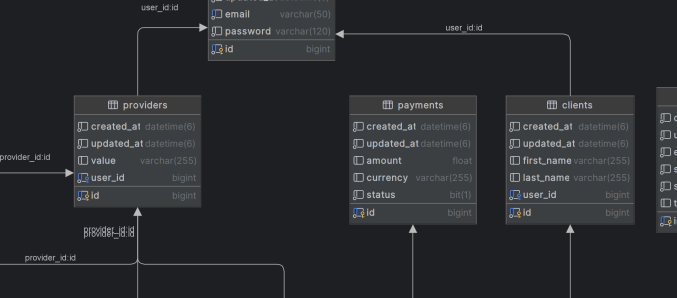 user_id:id
email varchar(50)
password varchar(120)
id bigint
user_id:id
providers
created_at datetime(6)
updated_at datetime(6)
value varchar(255)
user_id bigint
id bigint
payments
created_at datetime(6)
updated_at datetime(6)
amount float
currency varchar(255)
status bit(1)
id bigint
clients
created_at datetime(6)
updated_at datetime(6)
first_name varchar(255)
last_name varchar(255)
user_id bigint
id bigint
provider_id:id
provider_id:id
provider_id:id